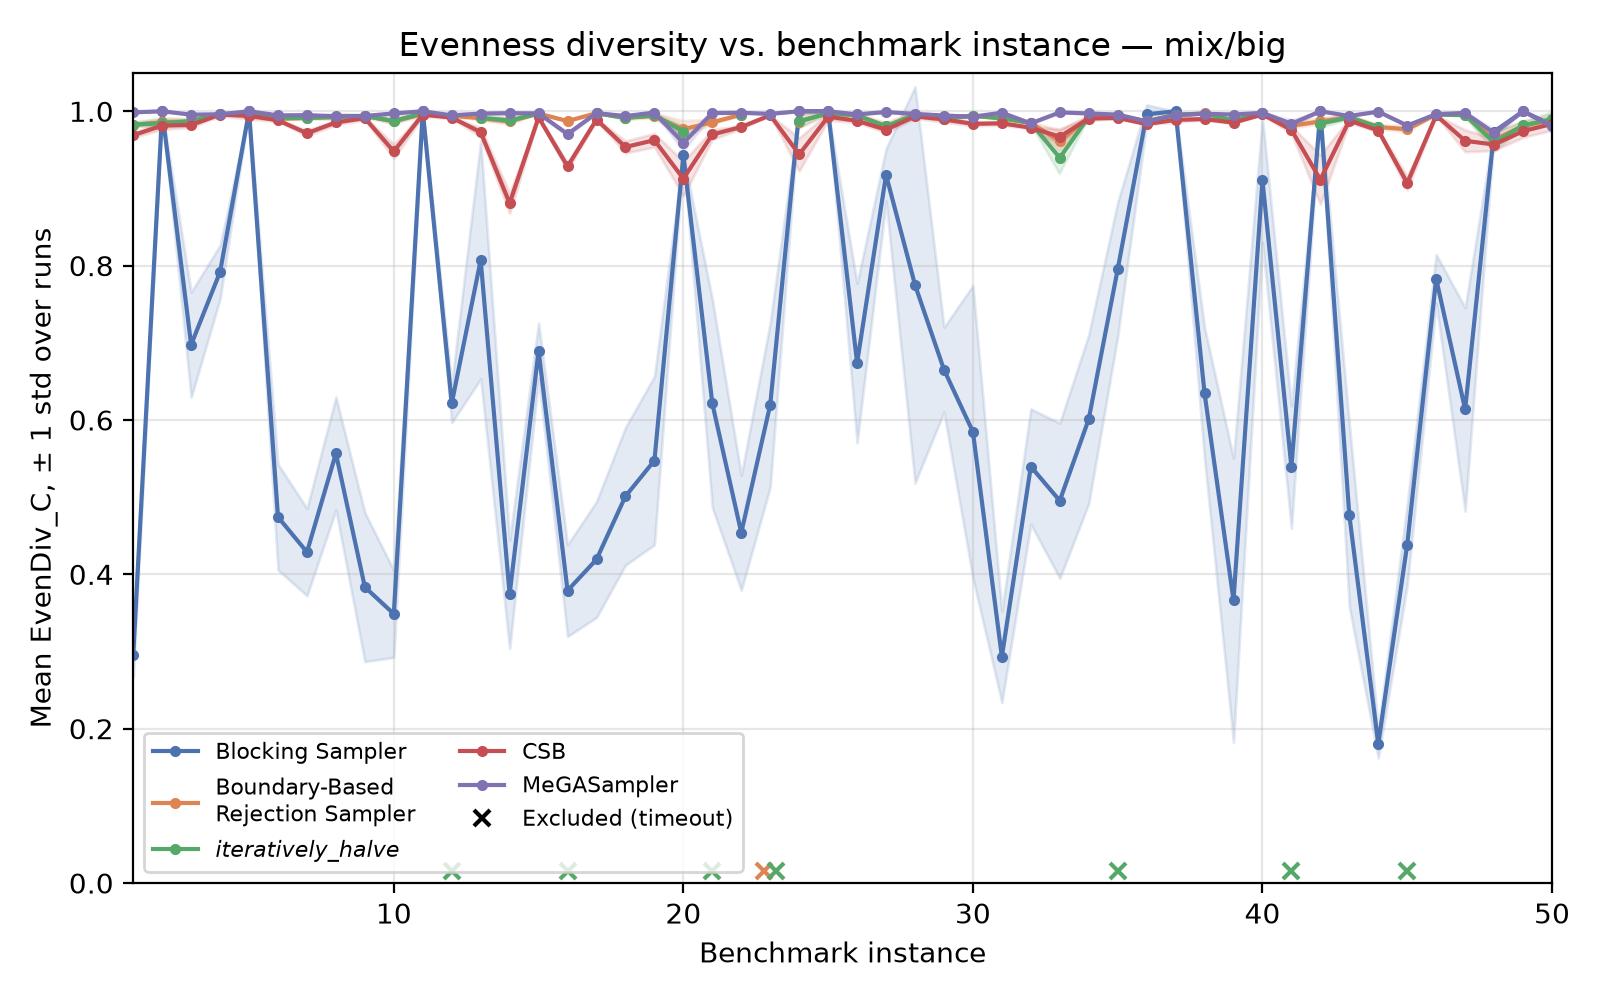 Evenness diversity vs. benchmark instance — mix/big
Mean EvenDiv_C, ± 1 std over runs
1.0
0.8
0.6
0.4
0.2
0.0
Blocking Sampler
Boundary-Based
Rejection Sampler
iteratively_halve
CSB
MeGASampler
Excluded (timeout)
10
20
30
40
50
Benchmark instance